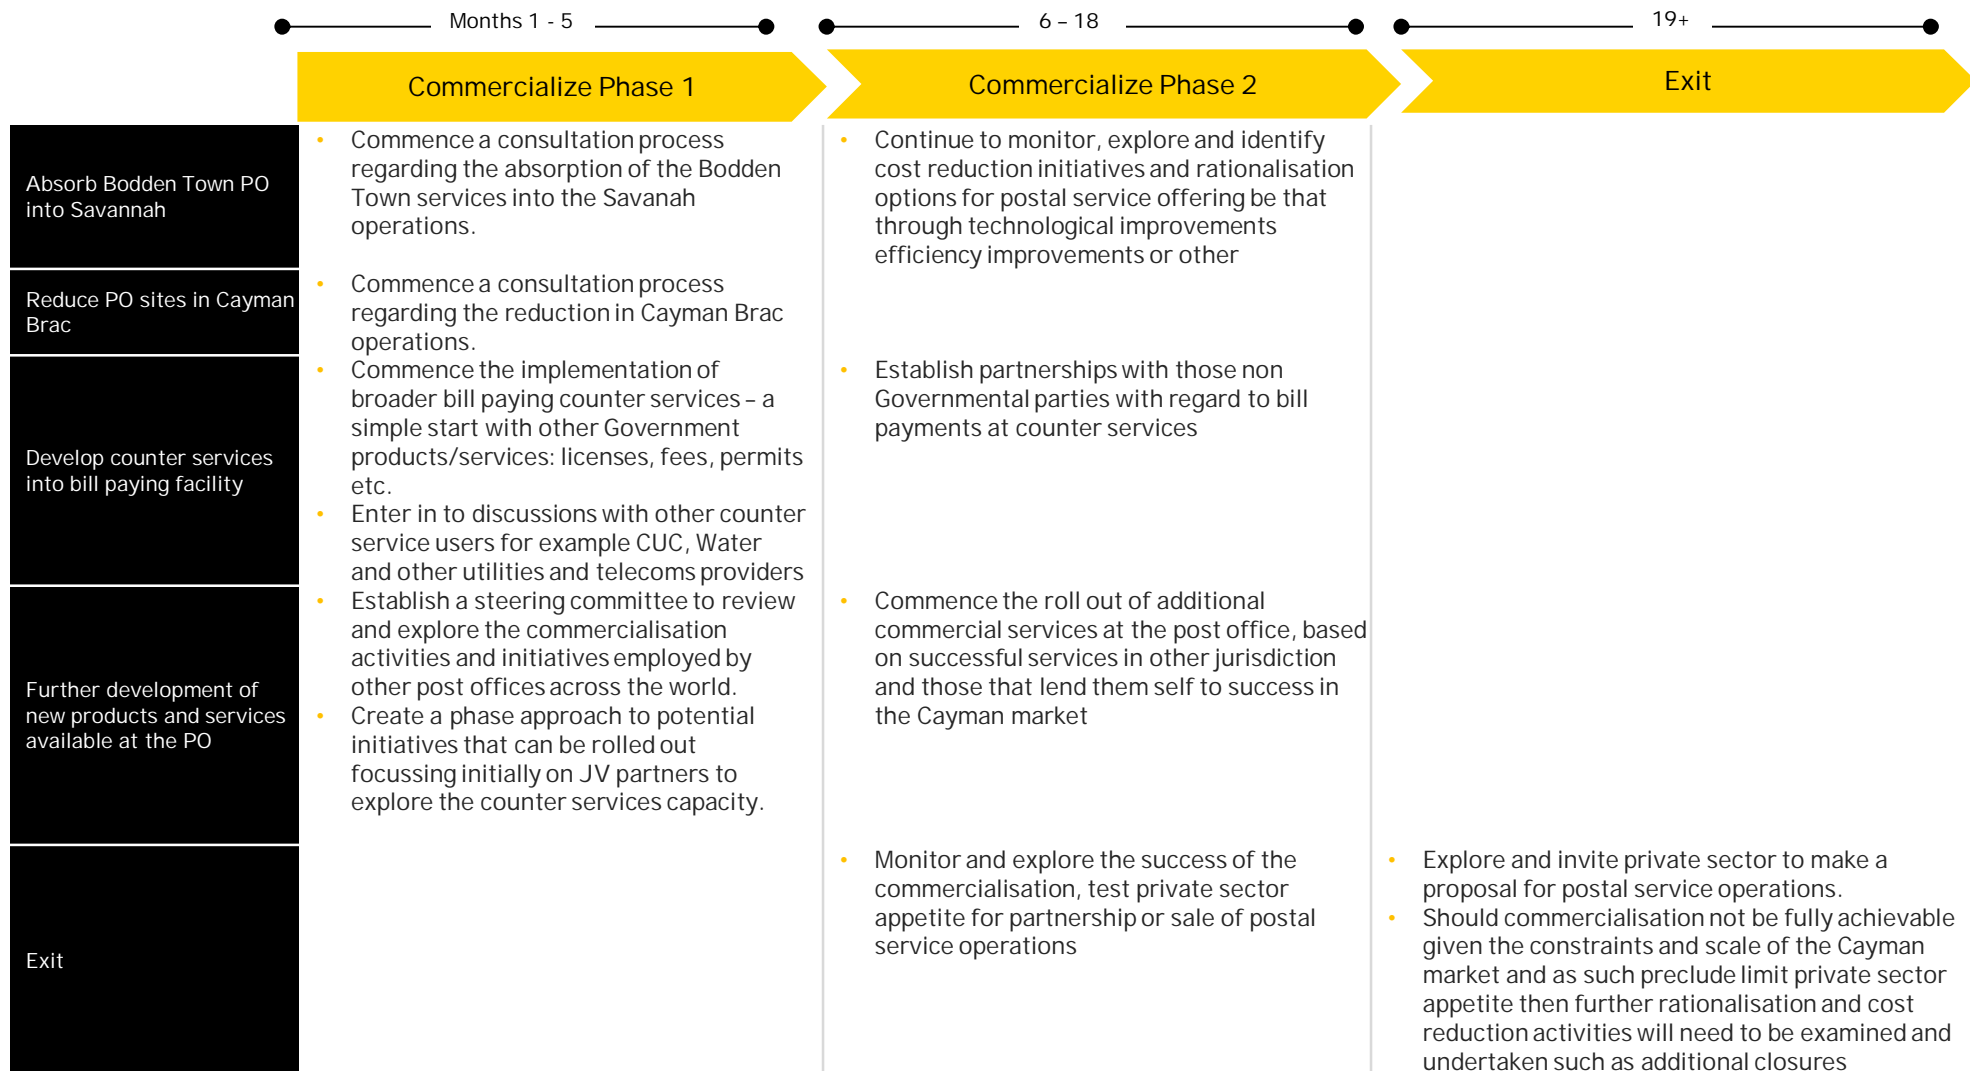 Months 1 - 5
6 – 18
19+
Commercialize Phase 1
Commercialize Phase 2
Exit
Absorb Bodden Town PO
into Savannah
• Commence a consultation process
regarding the absorption of the Bodden
Town services into the Savanah
operations.
• Continue to monitor, explore and identify
cost reduction initiatives and rationalisation
options for postal service offering be that
through technological improvements
efficiency improvements or other
Reduce PO sites in Cayman
Brac
• Commence a consultation process
regarding the reduction in Cayman Brac
operations.
Develop counter services
into bill paying facility
• Commence the implementation of
broader bill paying counter services – a
simple start with other Government
products/services: licenses, fees, permits
etc.
• Enter in to discussions with other counter
service users for example CUC, Water
and other utilities and telecoms providers
• Establish partnerships with those non
Governmental parties with regard to bill
payments at counter services
Further development of
new products and services
available at the PO
• Establish a steering committee to review
and explore the commercialisation
activities and initiatives employed by
other post offices across the world.
• Create a phase approach to potential
initiatives that can be rolled out
focussing initially on JV partners to
explore the counter services capacity.
• Commence the roll out of additional
commercial services at the post office, based
on successful services in other jurisdiction
and those that lend them self to success in
the Cayman market
Exit
• Monitor and explore the success of the
commercialisation, test private sector
appetite for partnership or sale of postal
service operations
• Explore and invite private sector to make a
proposal for postal service operations.
• Should commercialisation not be fully achievable
given the constraints and scale of the Cayman
market and as such preclude limit private sector
appetite then further rationalisation and cost
reduction activities will need to be examined and
undertaken such as additional closures